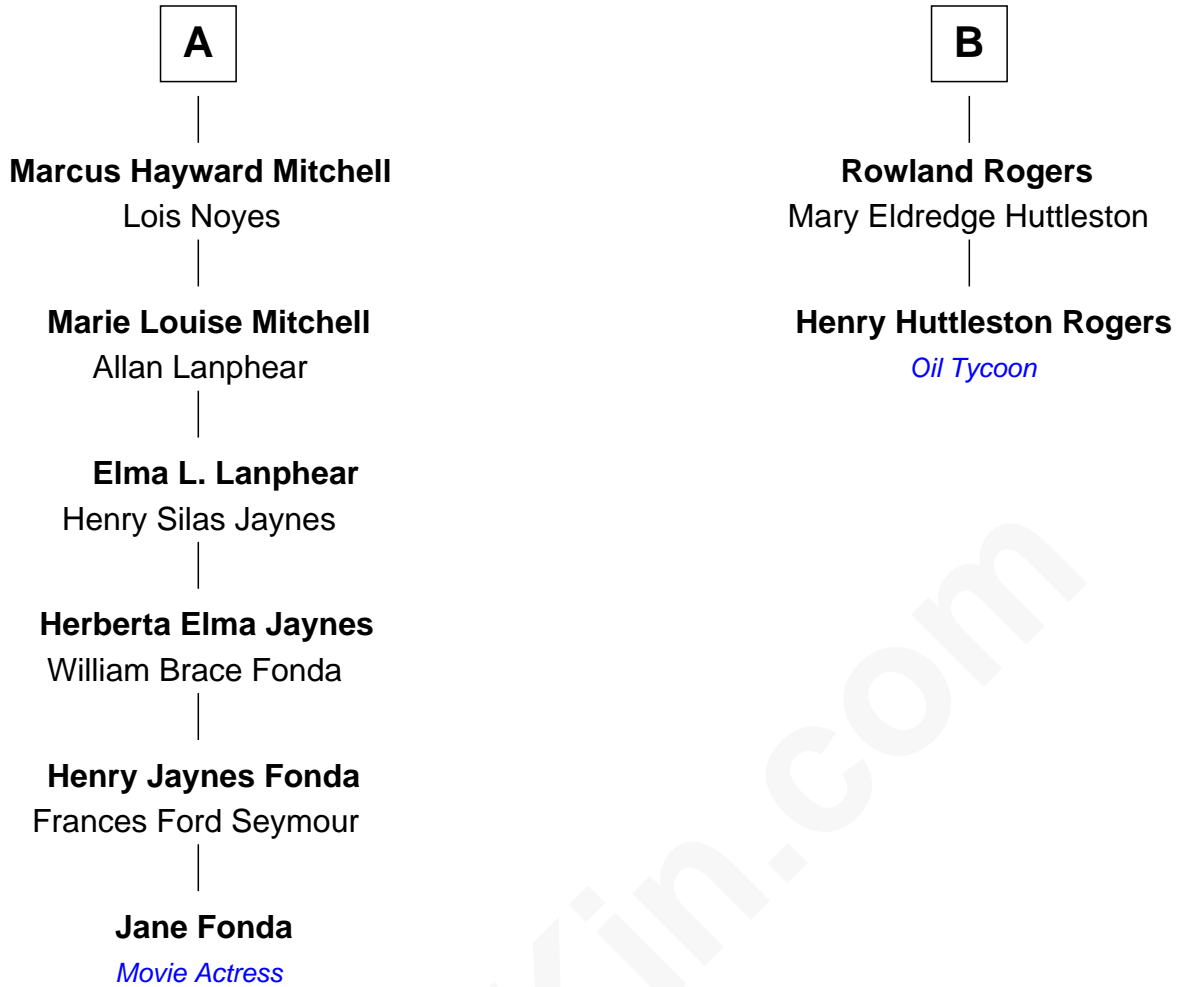 A
Marcus Hayward Mitchell
Lois Noyes
Marie Louise Mitchell
Allan Lanphear
Elma L. Lanphear
Henry Silas Jaynes
Herberta Elma Jaynes
William Brace Fonda
Henry Jaynes Fonda
Frances Ford Seymour
Jane Fonda
Movie Actress
B
Rowland Rogers
Mary Eldredge Huttleston
Henry Huttleston Rogers
Oil Tycoon
Kin.com